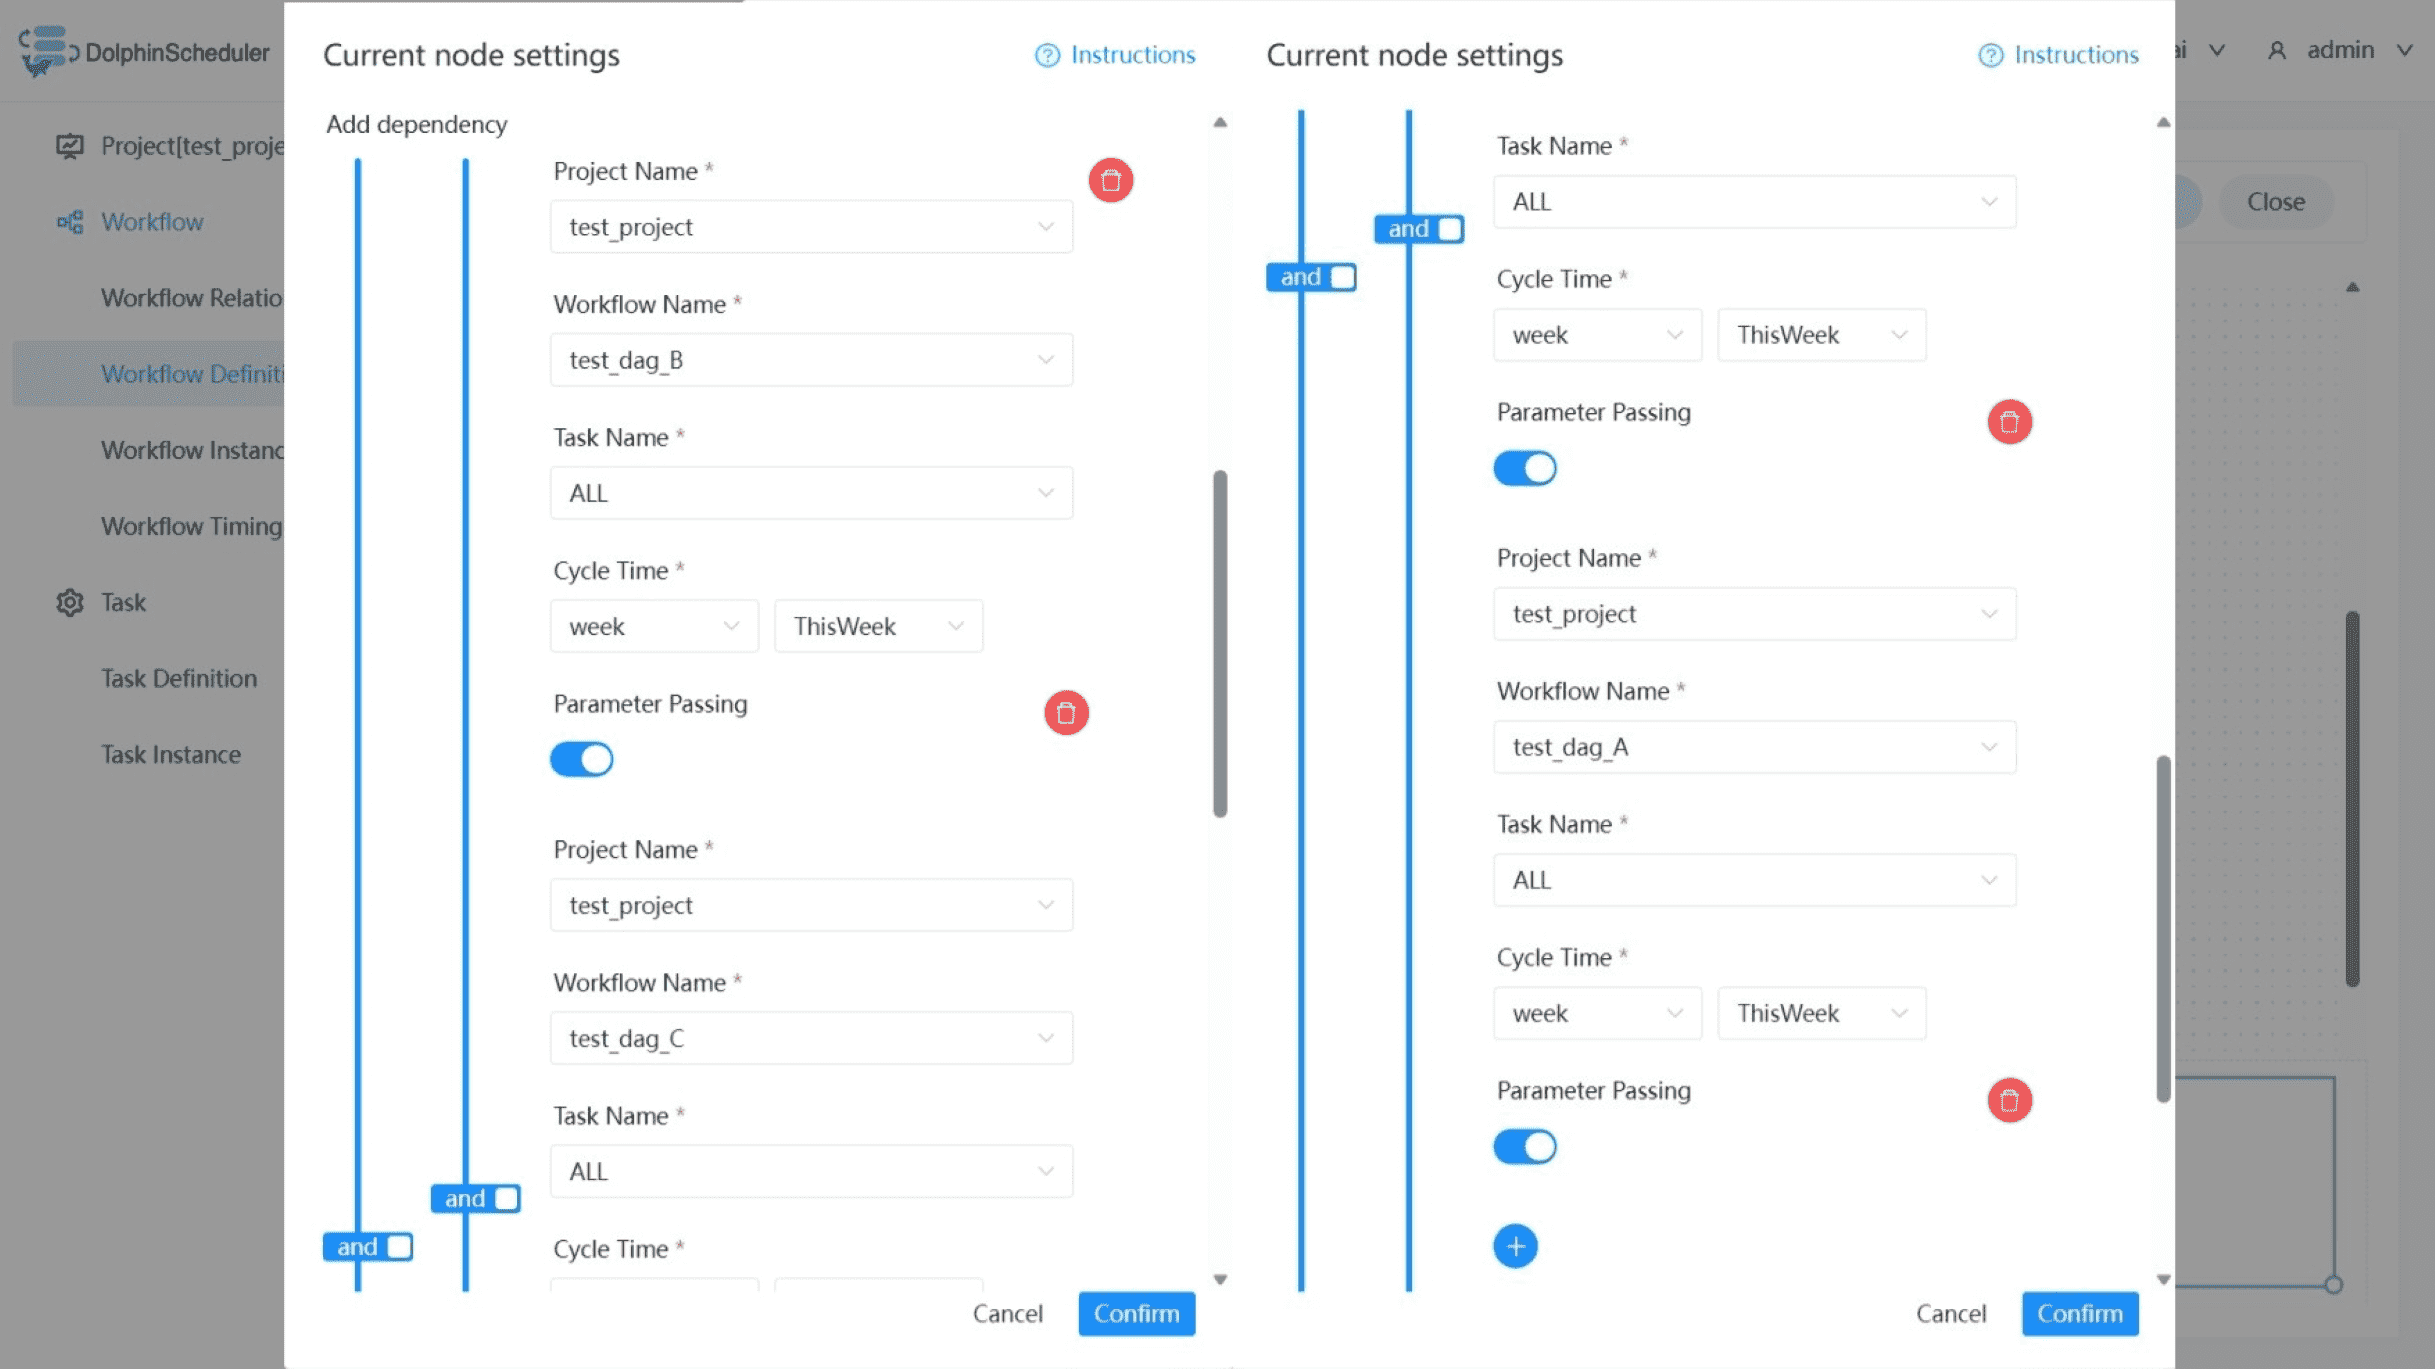 DolphinScheduler
Project[test_proje
Workflow
Workflow Relatio
Workflow Definiti
Workflow Instanc
Workflow Timing
Task
Task Definition
Task Instance
Current node settings
Instructions
Add dependency
Project Name *
test_project
Workflow Name *
test_dag_B
Task Name *
ALL
Cycle Time *
week ThisWeek
Parameter Passing
Project Name *
test_project
Workflow Name *
test_dag_C
Task Name *
ALL
and
and
Cycle Time *
Cancel Confirm
Current node settings
Instructions
Task Name *
ALL
and
and
Cycle Time *
week ThisWeek
Parameter Passing
Project Name *
test_project
Workflow Name *
test_dag_A
Task Name *
ALL
Cycle Time *
week ThisWeek
Parameter Passing
Cancel Confirm
ai admin
Close